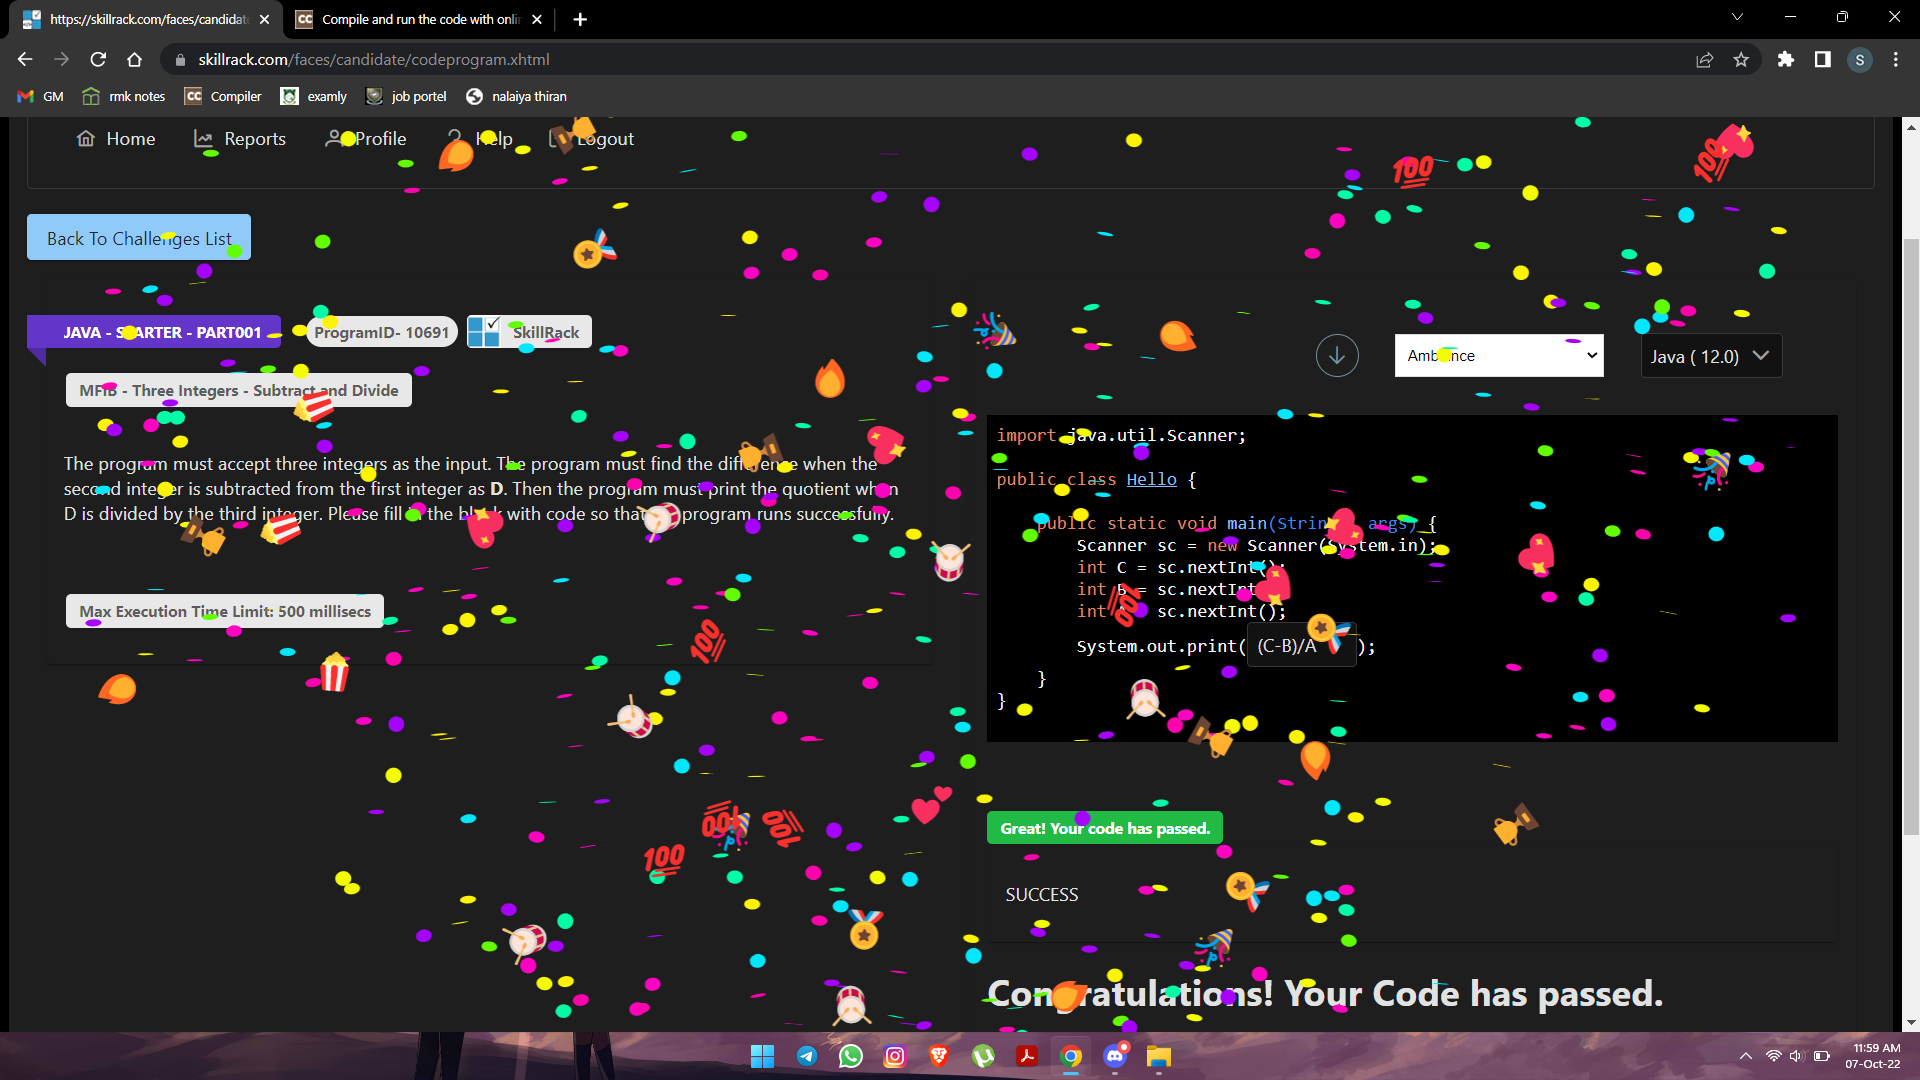 https://skillrack.com/faces/candidate
Compile and run the code with onlin
skillrack.com/faces/candidate/codeprogram.xhtml
S
GM
rmk notes
Compiler
examly
job portel
nalaiya thiran
Home
Reports
Profile
Help
Logout
Back To Challenges List
JAVA - STARTER - PART001
ProgramID- 10691
SkillRack
MFIB - Three Integers - Subtract and Divide
The program must accept three integers as the input. The program must find the difference when the
second integer is subtracted from the first integer as D. Then the program must print the quotient when
D is divided by the third integer. Please fill in the blank with code so that the program runs successfully.
Max Execution Time Limit: 500 millisecs
Ambiance
Java ( 12.0)
import java.util.Scanner;
public class Hello {
public static void main(String[] args) {
Scanner sc = new Scanner(System.in);
int C = sc.nextInt();
int B = sc.nextInt();
int A = sc.nextInt();
System.out.print( (C-B)/A );
}
}
Great! Your code has passed.
SUCCESS
Congratulations! Your Code has passed.
11:59 AM
07-Oct-22